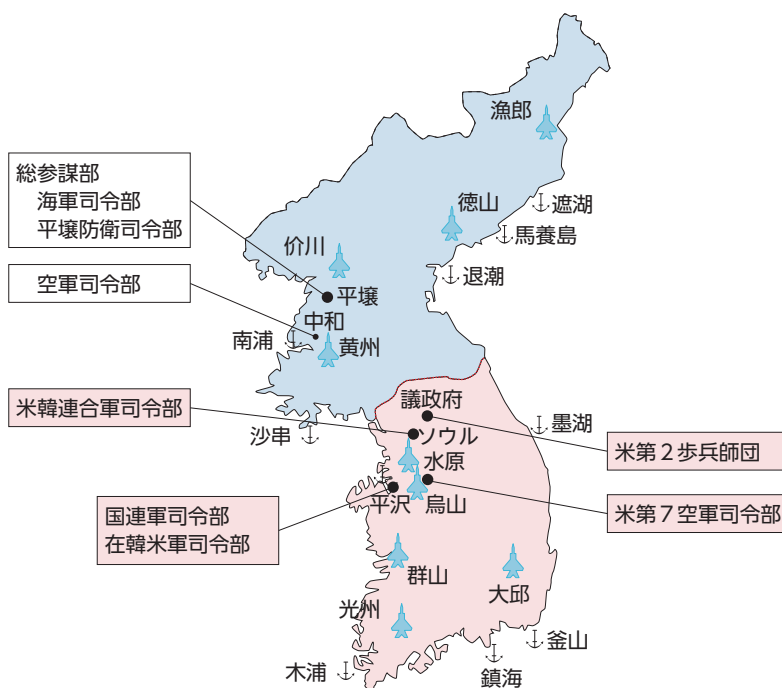 漁郎
総参謀部
海軍司令部
平壌防衛司令部
徳山
遮湖
馬養島
价川
退潮
空軍司令部
平壌
中和
南浦
黄州
米韓連合軍司令部
議政府
沙串
ソウル
墨湖
米第2歩兵師団
水原
平沢
烏山
国連軍司令部
在韓米軍司令部
米第7空軍司令部
群山
大邱
光州
釜山
木浦
鎮海